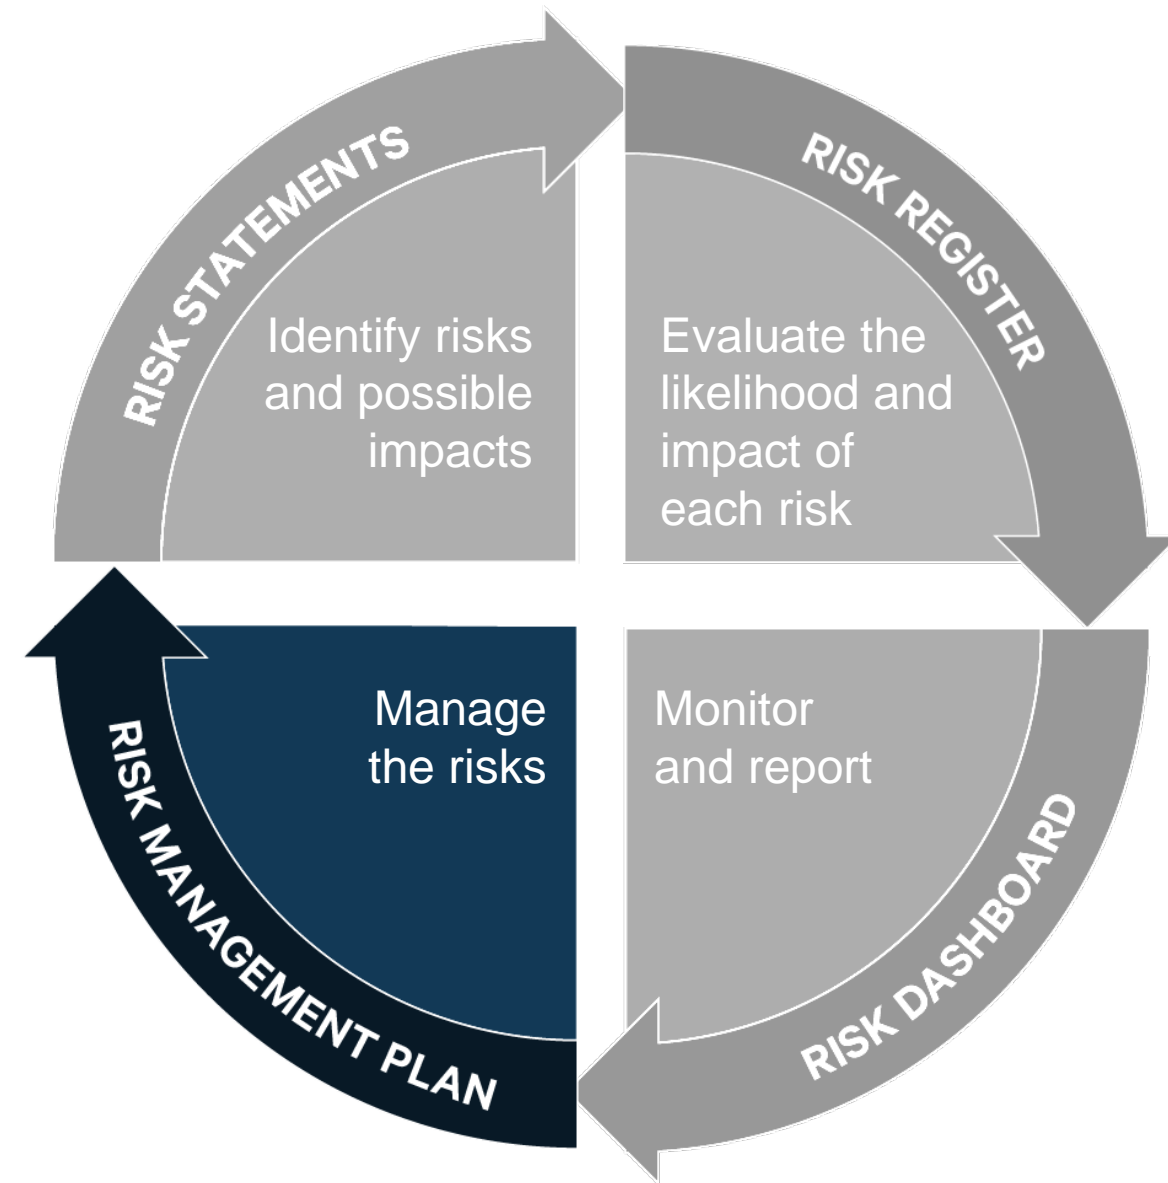 RISK STATEMENTS
Identify risks
and possible
impacts
RISK REGISTER
Evaluate the
likelihood and
impact of
each risk
Manage
the risks
RISK MANAGEMENT PLAN
Monitor
and report
RISK DASHBOARD